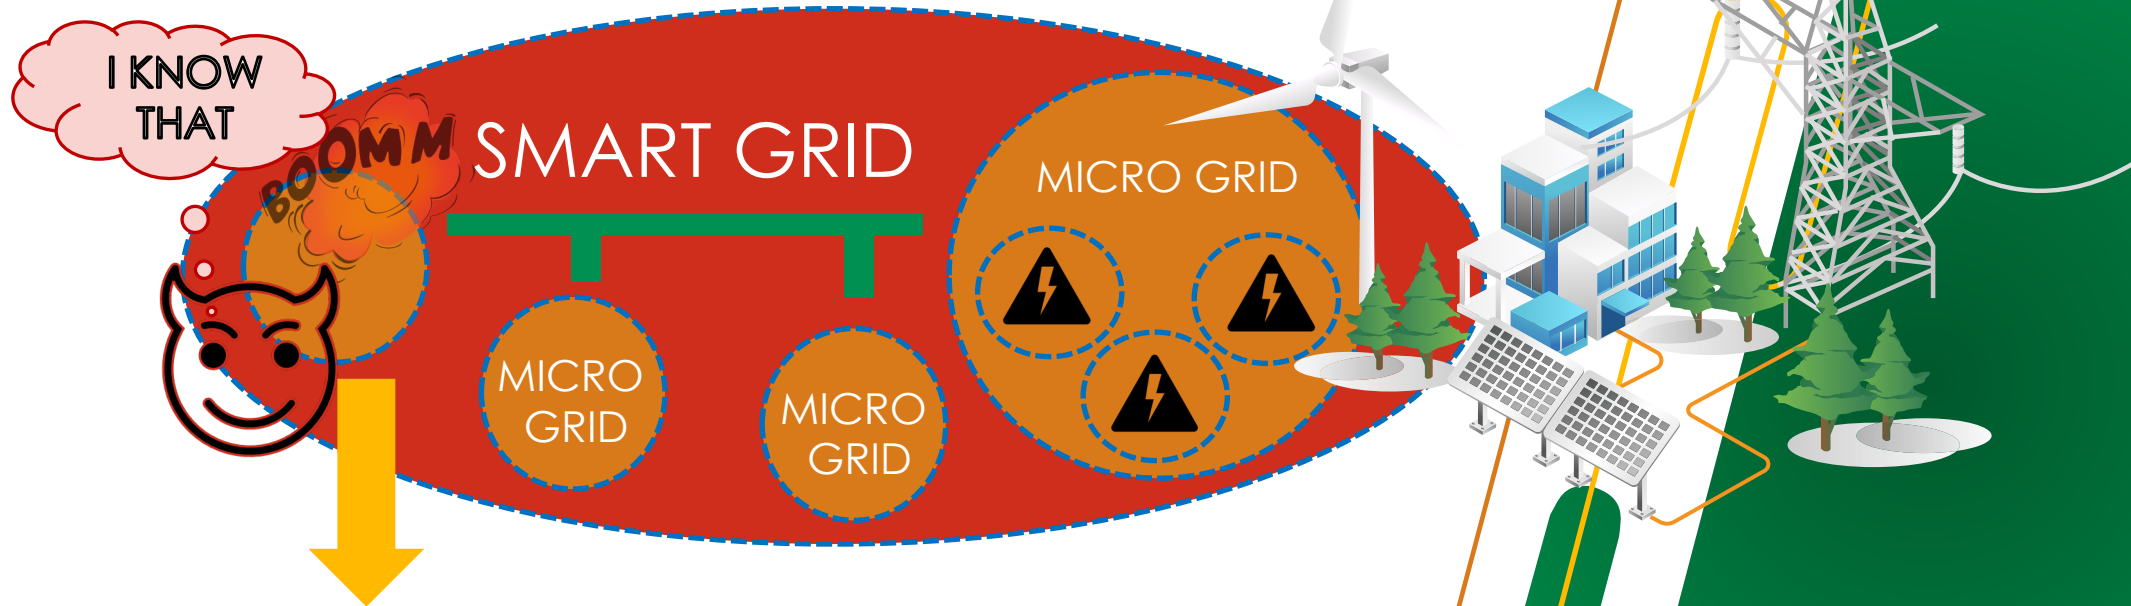 I KNOW
THAT
BOOMM
SMART GRID
MICRO GRID
MICRO
GRID
MICRO
GRID